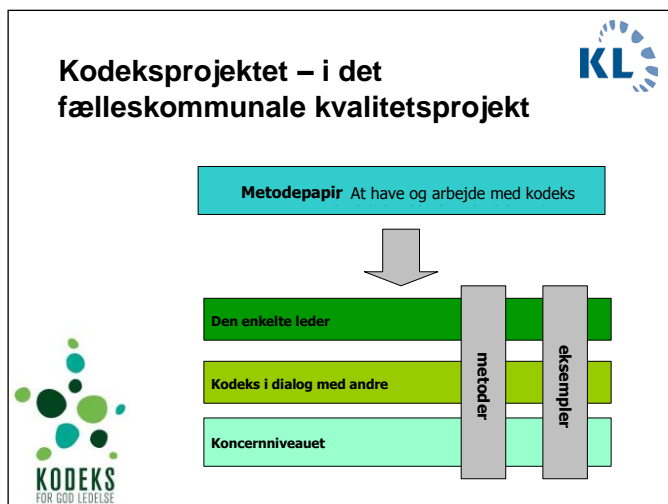 Kodeksprojektet – i det
fælleskommunale kvalitetsprojekt
KL
Metodepapir At have og arbejde med kodeks
Den enkelte leder
Kodeks i dialog med andre
Koncernniveauet
metoder
eksempler
KODEKS
FOR GOD LEDELSE